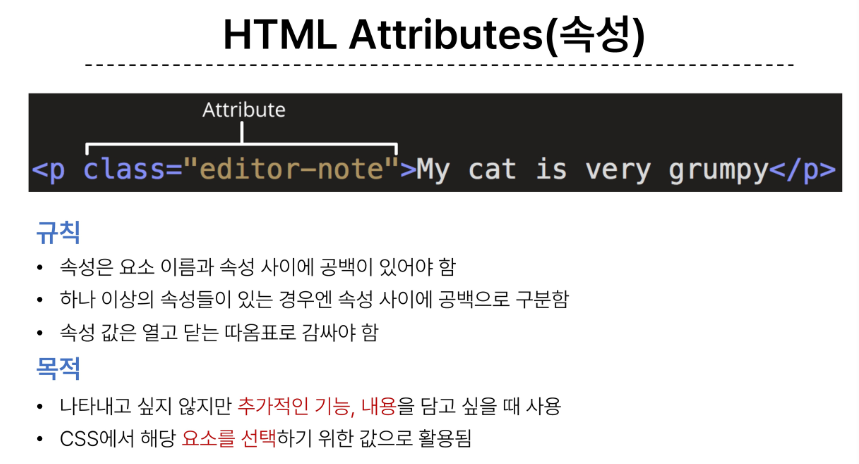 HTML Attributes(속성)
Attribute
<p class="editor-note">My cat is very grumpy</p>
규칙
• 속성은 요소 이름과 속성 사이에 공백이 있어야 함
• 하나 이상의 속성들이 있는 경우엔 속성 사이에 공백으로 구분함
• 속성 값은 열고 닫는 따옴표로 감싸야 함
목적
• 나타내고 싶지 않지만 추가적인 기능, 내용을 담고 싶을 때 사용
• CSS에서 해당 요소를 선택하기 위한 값으로 활용됨